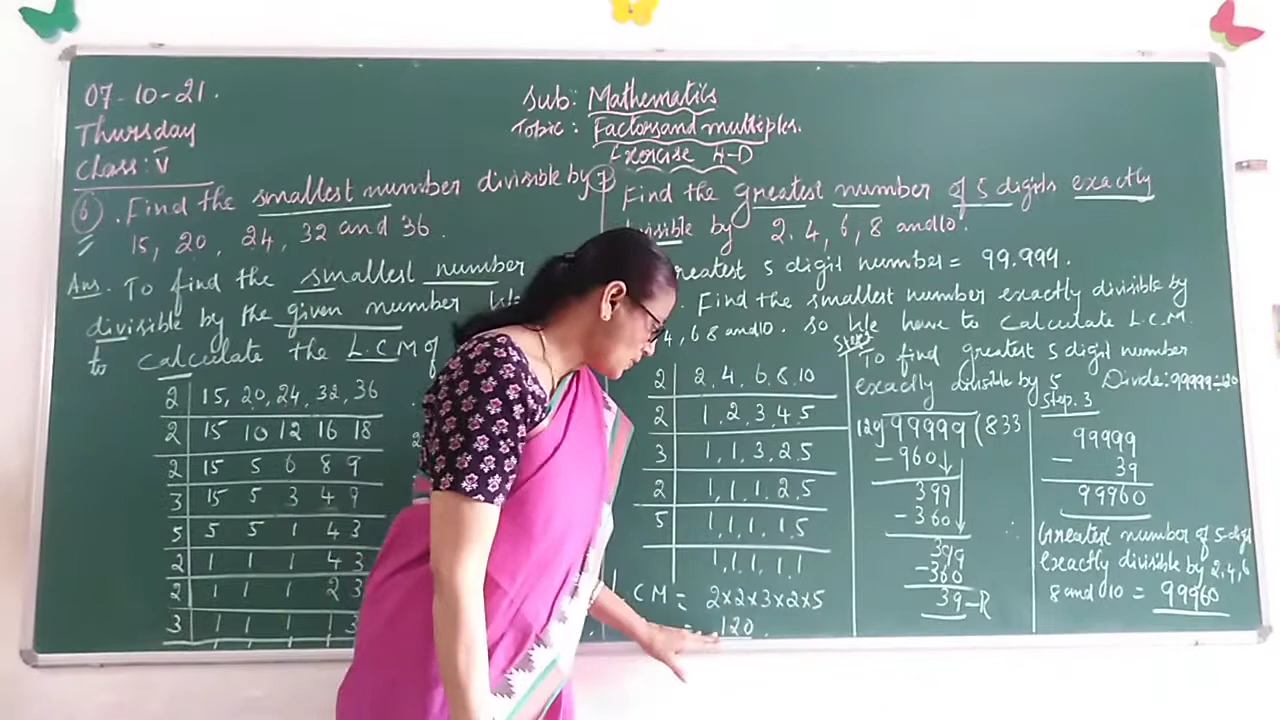 07-10-21.
Thursday
Class: V
Sub: Mathematics
Topic: Factors and multiples.
Exercise 4-D
6. Find the smallest number divisible by
15, 20, 24, 32 and 36.
Ans. To find the smallest number
divisible by the given number
to calculate the L.C.M of
2 15, 20, 24, 32, 36
2 15 10 12 16 18
2 15 5 6 8 9
3 15 5 3 4 9
5 5 5 1 4 3
2 1 1 1 4 3
2 1 1 1 2 3
3 1 1 1 1 3
7 Find the greatest number of 5 digits exactly
divisible by 2. 4, 6, 8 and 10.
greatest 5 digit number = 99.999.
Find the smallest number exactly divisible by
4, 6 8 and 10. So We have to Calculate L.C.M.
2 2, 4, 6, 8, 10
2 1, 2, 3, 4, 5
3 1, 1, 3, 2, 5
2 1, 1, 1, 2, 5
5 1, 1, 1, 1, 5
1, 1, 1, 1, 1
CM = 2x2x3x2x5
= 120.
To find greatest 5 digit number
exactly divisible by 5 Divide: 99999÷120
120) 99999 (833
- 960
399
- 360
399
- 360
39 - R
Step. 3
99999
- 39
99960
Greatest number of 5-digit
exactly divisible by 2, 4, 6
8 and 10 = 99960